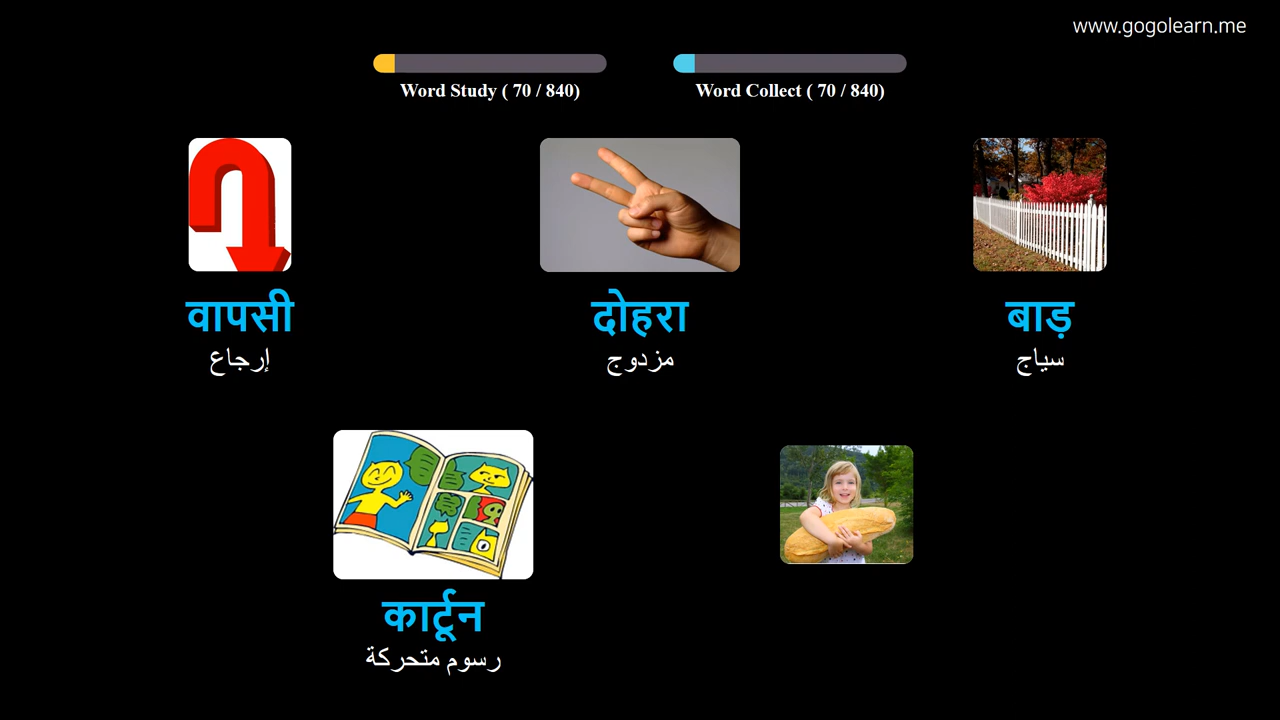 www.gogolearn.me
Word Study ( 70 / 840)
Word Collect ( 70 / 840)
वापसी
إرجاع
दोहरा
مزدوج
बाड़
سياج
कार्टून
رسوم متحركة